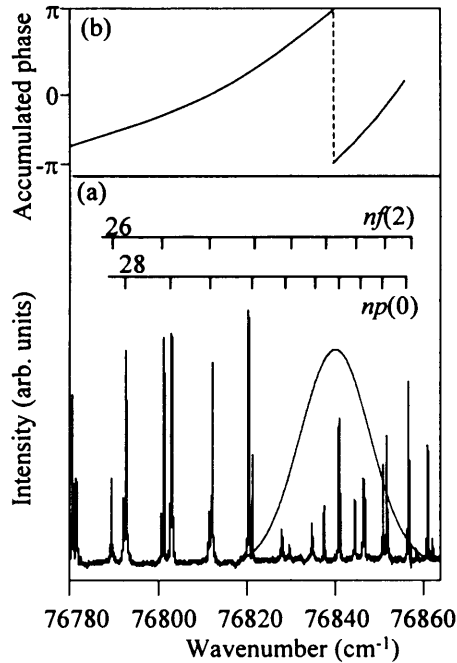 (b)
Accumulated phase
π
0
-π
(a)
26
nf(2)
28
np(0)
Intensity (arb. units)
76780 76800 76820 76840 76860
Wavenumber (cm⁻¹)